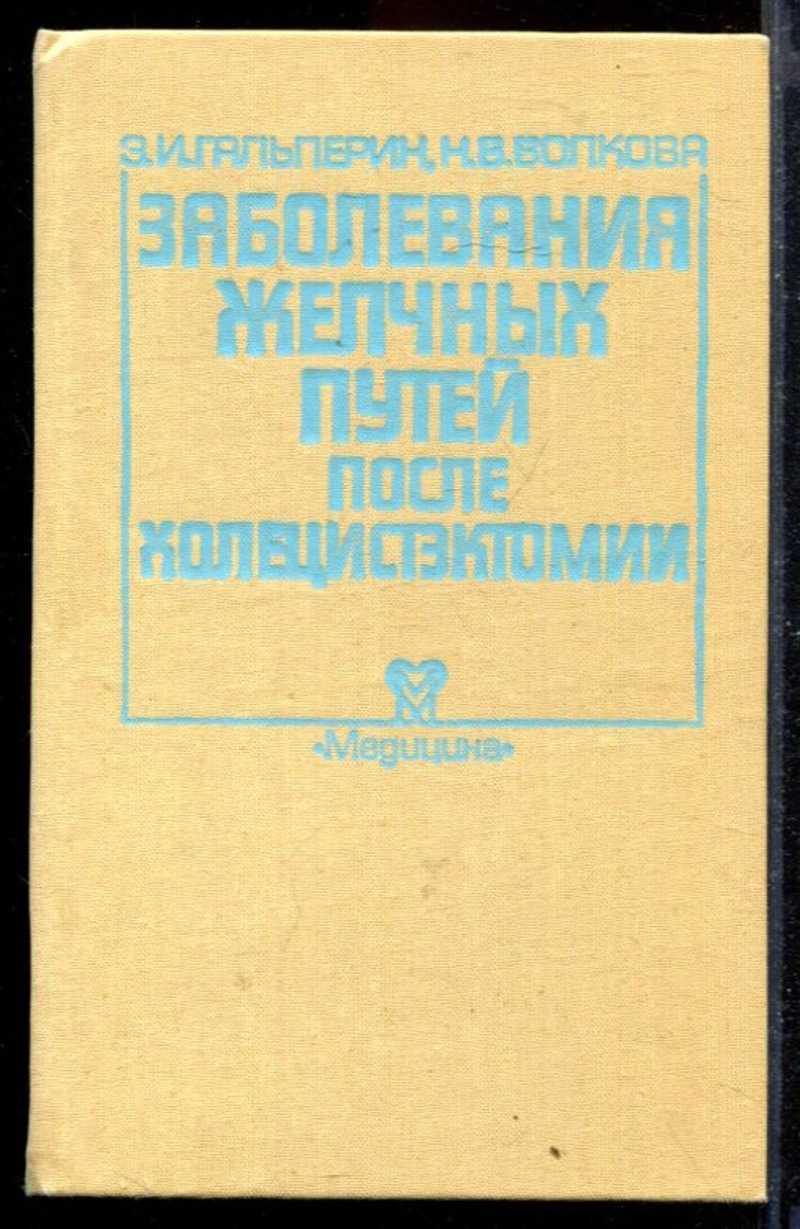 Э.И.ГАЛЬПЕРИН, Н.В.ВОЛКОВА
ЗАБОЛЕВАНИЯ
ЖЕЛЧНЫХ
ПУТЕЙ
ПОСЛЕ
ХОЛЕЦИСТЭКТОМИИ
«Медицина»